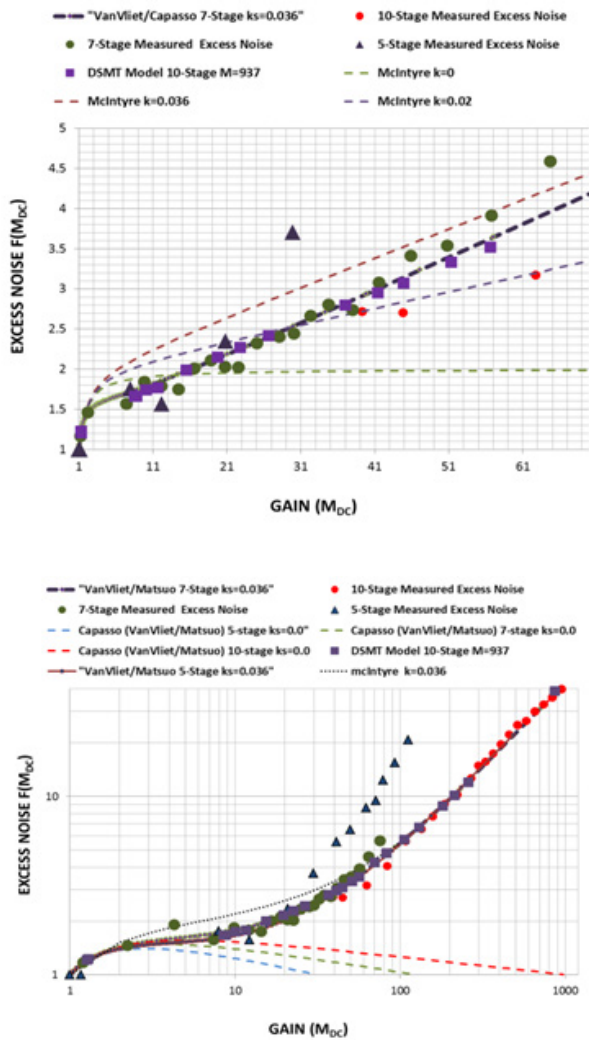 "VanVliet/Capasso 7-Stage ks=0.036"
10-Stage Measured Excess Noise
7-Stage Measured Excess Noise
5-Stage Measured Excess Noise
DSMT Model 10-Stage M=937
McIntyre k=0
McIntyre k=0.036
McIntyre k=0.02
EXCESS NOISE F(MDC)
5
4.5
4
3.5
3
2.5
2
1.5
1
1 11 21 31 41 51 61
GAIN (MDC)
"VanVliet/Matsuo 7-Stage ks=0.036"
10-Stage Measured Excess Noise
7-Stage Measured Excess Noise
5-Stage Measured Excess Noise
Capasso (VanVliet/Matsuo) 5-stage ks=0.0"
Capasso (VanVliet/Matsuo) 7-stage ks=0.0
Capasso (VanVliet/Matsuo) 10-stage ks=0.0
DSMT Model 10-Stage M=937
"VanVliet/Matsuo 5-Stage ks=0.036"
mcIntyre k=0.036
EXCESS NOISE F(MDC)
10
1
1 10 100 1000
GAIN (MDC)